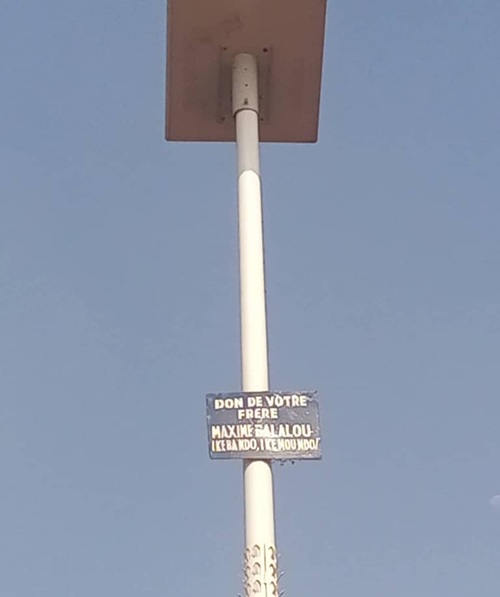 DON DE VOTRE
FRERE
MAXIME BALALOU-
IKEBANDO, IKEMOUNDO!